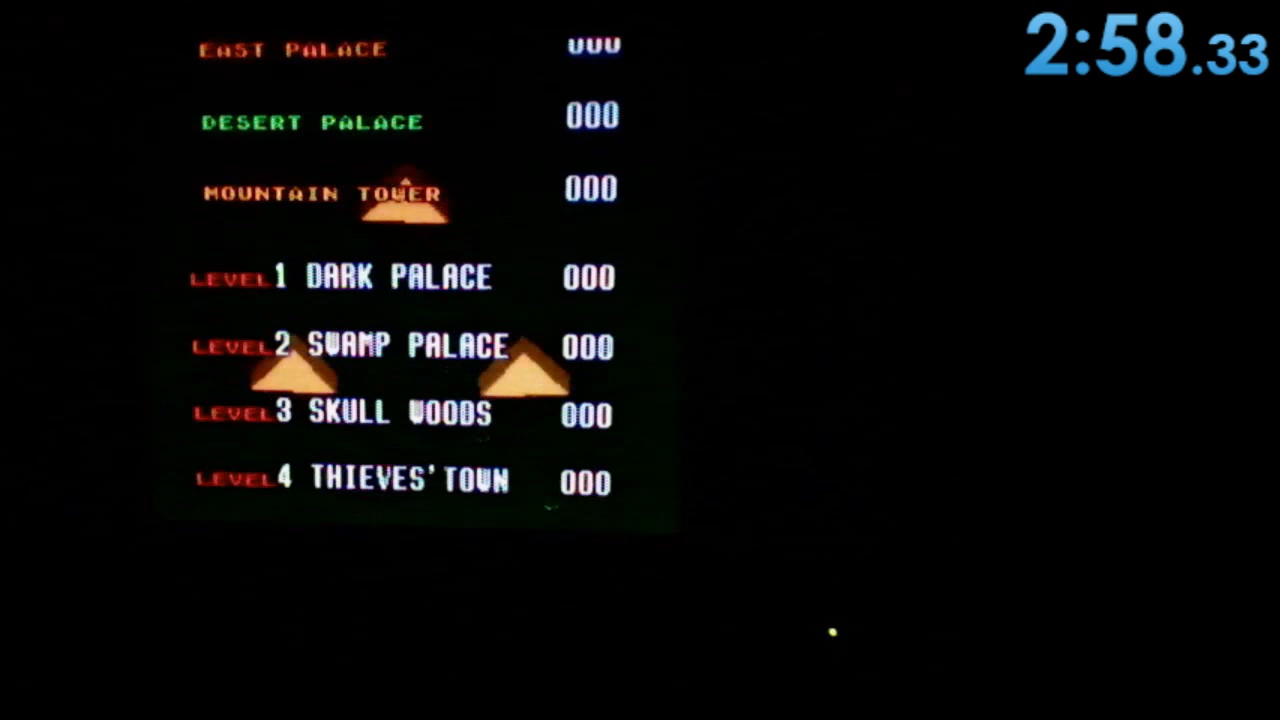 2:58.33
EAST PALACE 000
DESERT PALACE 000
MOUNTAIN TOWER 000
LEVEL 1 DARK PALACE 000
LEVEL 2 SWAMP PALACE 000
LEVEL 3 SKULL WOODS 000
LEVEL 4 THIEVES' TOWN 000